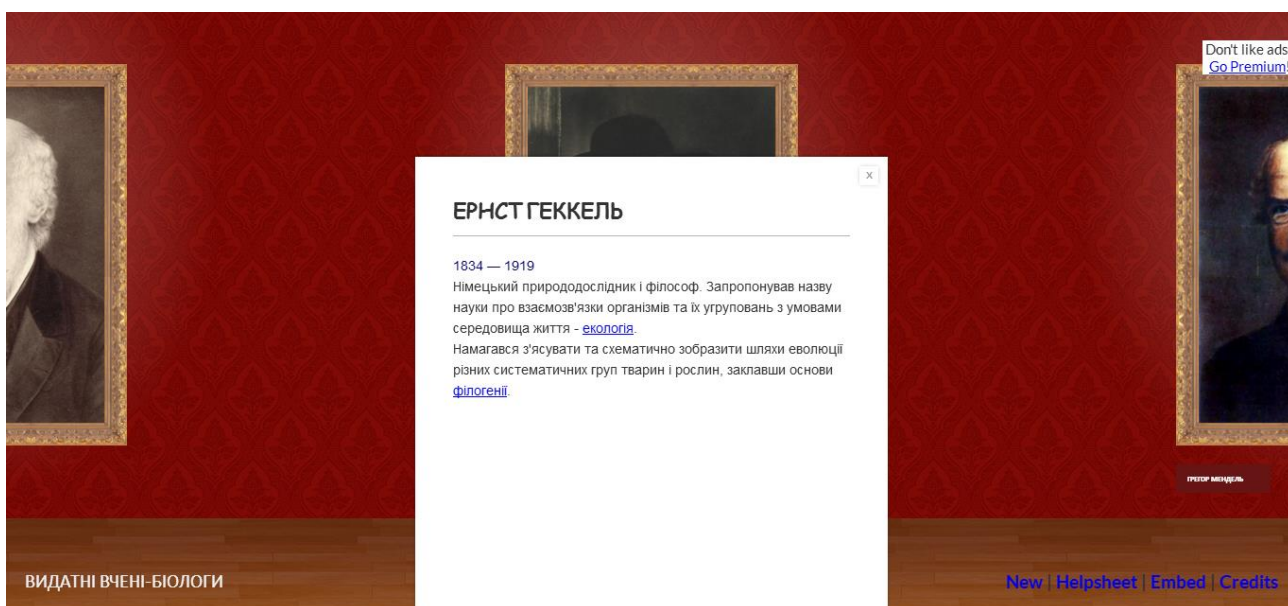 Don't like ads
Go Premium!
x
ЕРНСТ ГЕККЕЛЬ
1834 — 1919
Німецький природодослідник і філософ. Запропонував назву
науки про взаємозв'язки організмів та їх угруповань з умовами
середовища життя - екологія.
Намагався з'ясувати та схематично зобразити шляхи еволюції
різних систематичних груп тварин і рослин, заклавши основи
філогенії.
ГРЕГОР МЕНДЕЛЬ
ВИДАТНІ ВЧЕНІ-БІОЛОГИ
New | Helpsheet | Embed | Credits